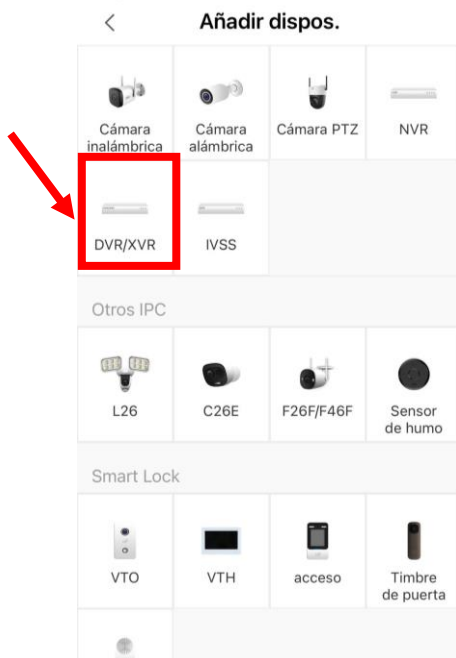 Añadir dispos.
Cámara inalámbrica
Cámara alámbrica
Cámara PTZ
NVR
DVR/XVR
IVSS
Otros IPC
L26
C26E
F26F/F46F
Sensor de humo
Smart Lock
VTO
VTH
acceso
Timbre de puerta